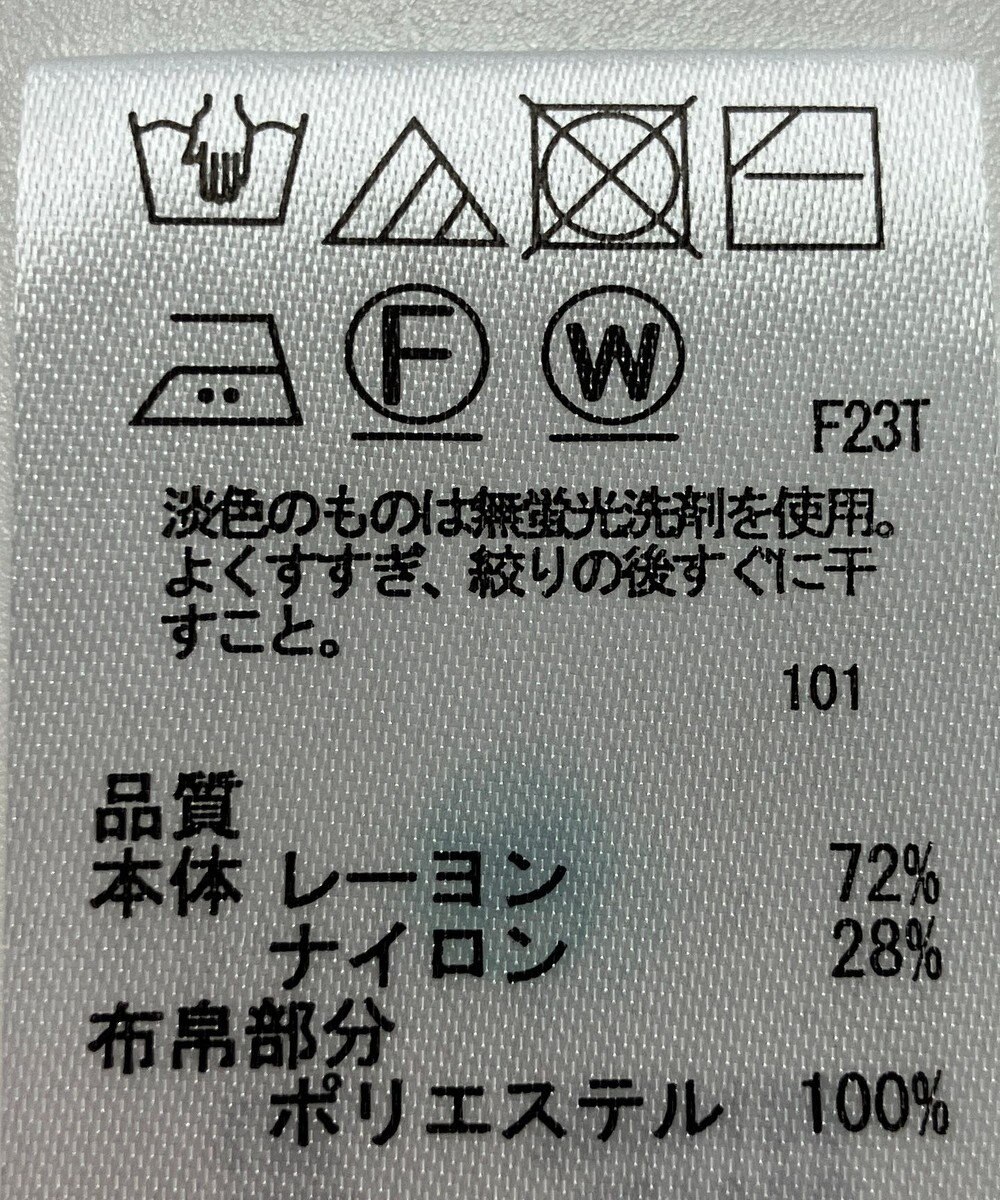 F W
F23T
淡色のものは無蛍光洗剤を使用。
よくすすぎ、絞りの後すぐに干
すこと。
101
品質
本体 レーヨン 72%
ナイロン 28%
布帛部分
ポリエステル 100%